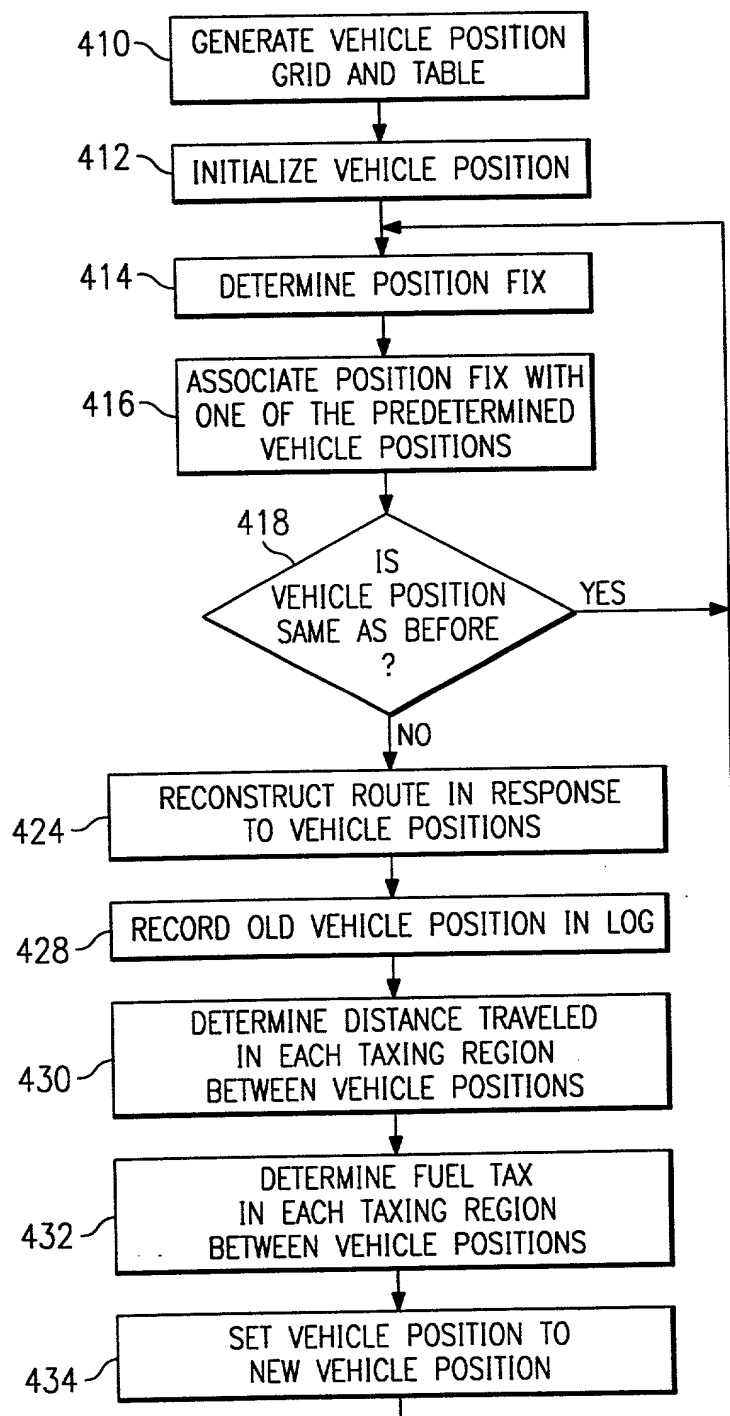 410
GENERATE VEHICLE POSITION
GRID AND TABLE
412
INITIALIZE VEHICLE POSITION
414
DETERMINE POSITION FIX
416
ASSOCIATE POSITION FIX WITH
ONE OF THE PREDETERMINED
VEHICLE POSITIONS
418
IS
VEHICLE POSITION
SAME AS BEFORE
?
YES
NO
424
RECONSTRUCT ROUTE IN RESPONSE
TO VEHICLE POSITIONS
428
RECORD OLD VEHICLE POSITION IN LOG
430
DETERMINE DISTANCE TRAVELED
IN EACH TAXING REGION
BETWEEN VEHICLE POSITIONS
432
DETERMINE FUEL TAX
IN EACH TAXING REGION
BETWEEN VEHICLE POSITIONS
434
SET VEHICLE POSITION TO
NEW VEHICLE POSITION